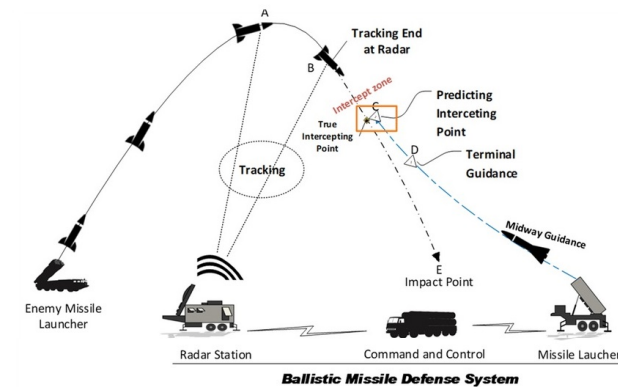 A
Tracking End
at Radar
B
Intercept zone
C
Predicting
Interceting
Point
True
Intercepting
Point
D
Terminal
Guidance
Tracking
Midway Guidance
E
Impact Point
Enemy Missile
Launcher
Radar Station
Command and Control
Missile Laucher
Ballistic Missile Defense System